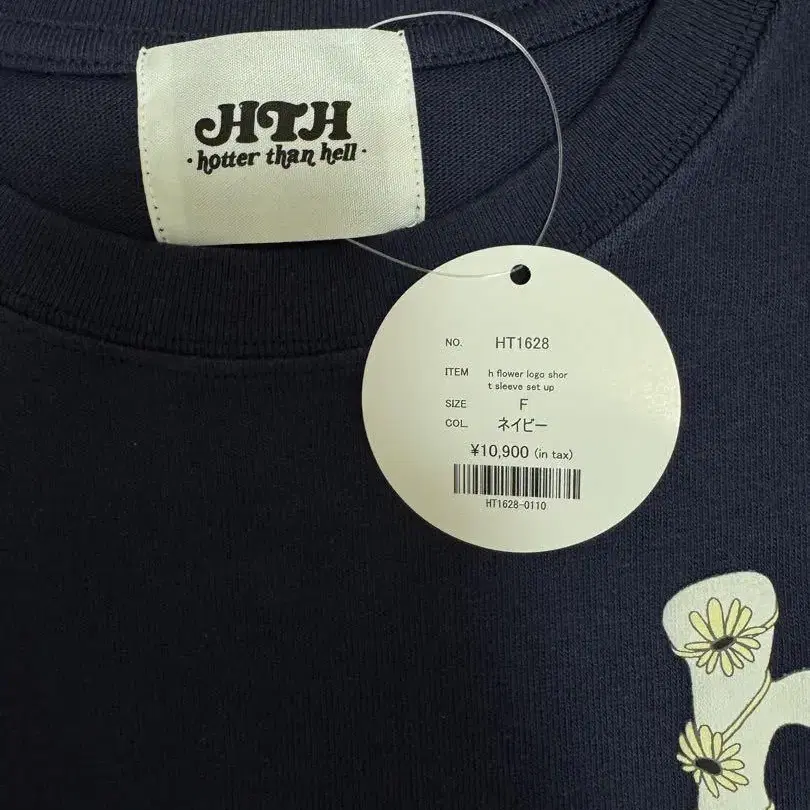 HTH
· hotter than hell ·
NO. HT1628
ITEM h flower logo shor
t sleeve set up
SIZE F
COL. ネイビー
¥10,900 (in tax)
HT1628-0110
h